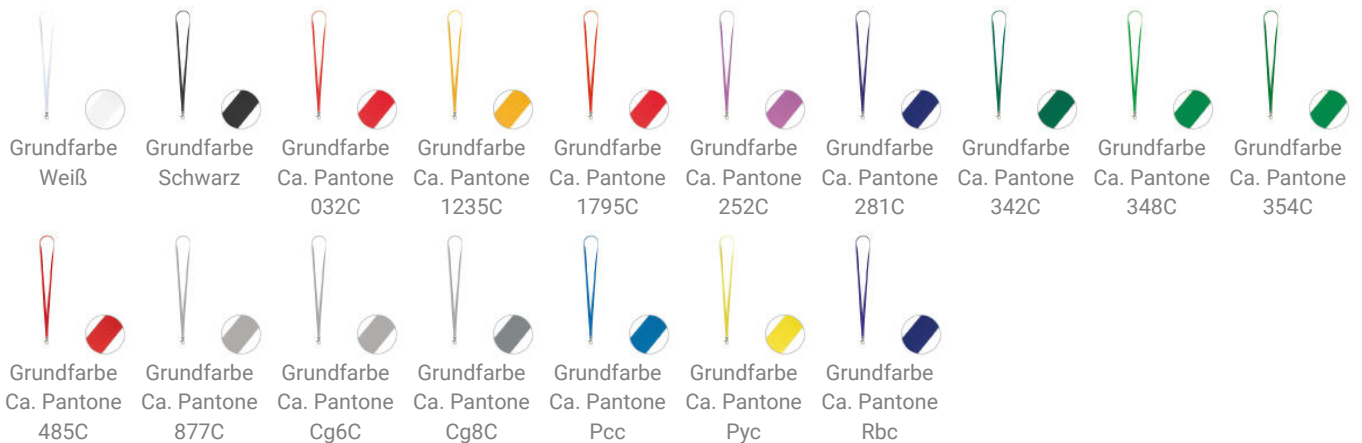 Grundfarbe Grundfarbe Grundfarbe Grundfarbe Grundfarbe Grundfarbe Grundfarbe Grundfarbe Grundfarbe Grundfarbe
Weiß Schwarz Ca. Pantone Ca. Pantone Ca. Pantone Ca. Pantone Ca. Pantone Ca. Pantone Ca. Pantone Ca. Pantone
032C 1235C 1795C 252C 281C 342C 348C 354C
Grundfarbe Grundfarbe Grundfarbe Grundfarbe Grundfarbe Grundfarbe Grundfarbe
Ca. Pantone Ca. Pantone Ca. Pantone Ca. Pantone Ca. Pantone Ca. Pantone Ca. Pantone
485C 877C Cg6C Cg8C Pcc Pyc Rbc